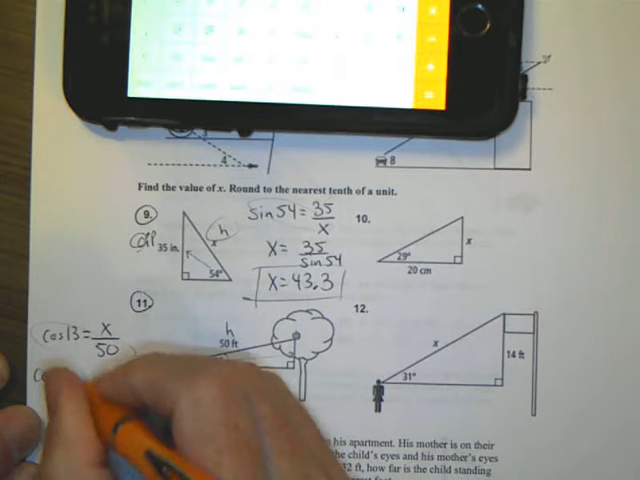 4
8
Find the value of x. Round to the nearest tenth of a unit.
9.
opp
35 in.
x
h
54°
sin 54 = 35/x
x = 35/sin 54
x = 43.3
10.
29°
20 cm
x
11.
cos 13 = x/50
h
50 ft
12.
x
31°
14 ft
his apartment. His mother is on their
he child's eyes and his mother's eyes
32 ft, how far is the child standing